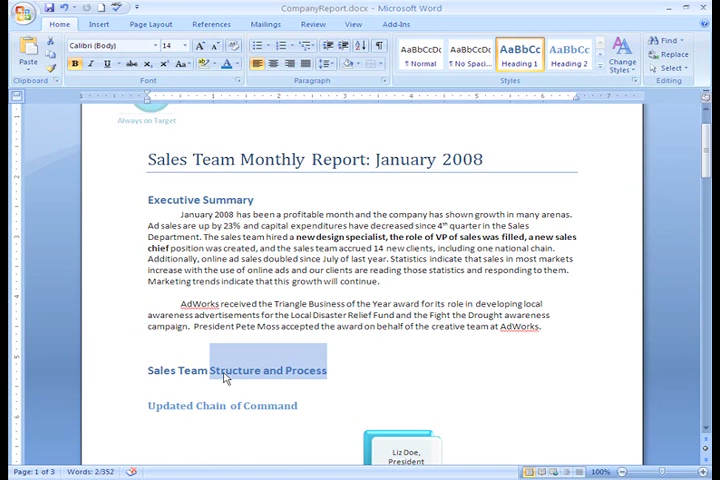 CompanyReport.docx - Microsoft Word
Home Insert Page Layout References Mailings Review View Add-Ins
Calibri (Body) 14 AaBbCcDc AaBbCcDc AaBbCc AaBbCc Find
Replace
Paste B I U abc x₂ x² Aa A ¶ Normal ¶ No Spaci... Heading 1 Heading 2 Change Styles Select
Clipboard Font Paragraph Styles Editing
Always on Target
Sales Team Monthly Report: January 2008
Executive Summary
January 2008 has been a profitable month and the company has shown growth in many arenas.
Ad sales are up by 23% and capital expenditures have decreased since 4th quarter in the Sales
Department. The sales team hired a new design specialist, the role of VP of sales was filled, a new sales
chief position was created, and the sales team accrued 14 new clients, including one national chain.
Additionally, online ad sales doubled since July of last year. Statistics indicate that sales in most markets
increase with the use of online ads and our clients are reading those statistics and responding to them.
Marketing trends indicate that this growth will continue.
AdWorks received the Triangle Business of the Year award for its role in developing local
awareness advertisements for the Local Disaster Relief Fund and the Fight the Drought awareness
campaign. President Pete Moss accepted the award on behalf of the creative team at AdWorks.
Sales Team Structure and Process
Updated Chain of Command
Liz Doe,
President
Page: 1 of 3 Words: 2/352 100%